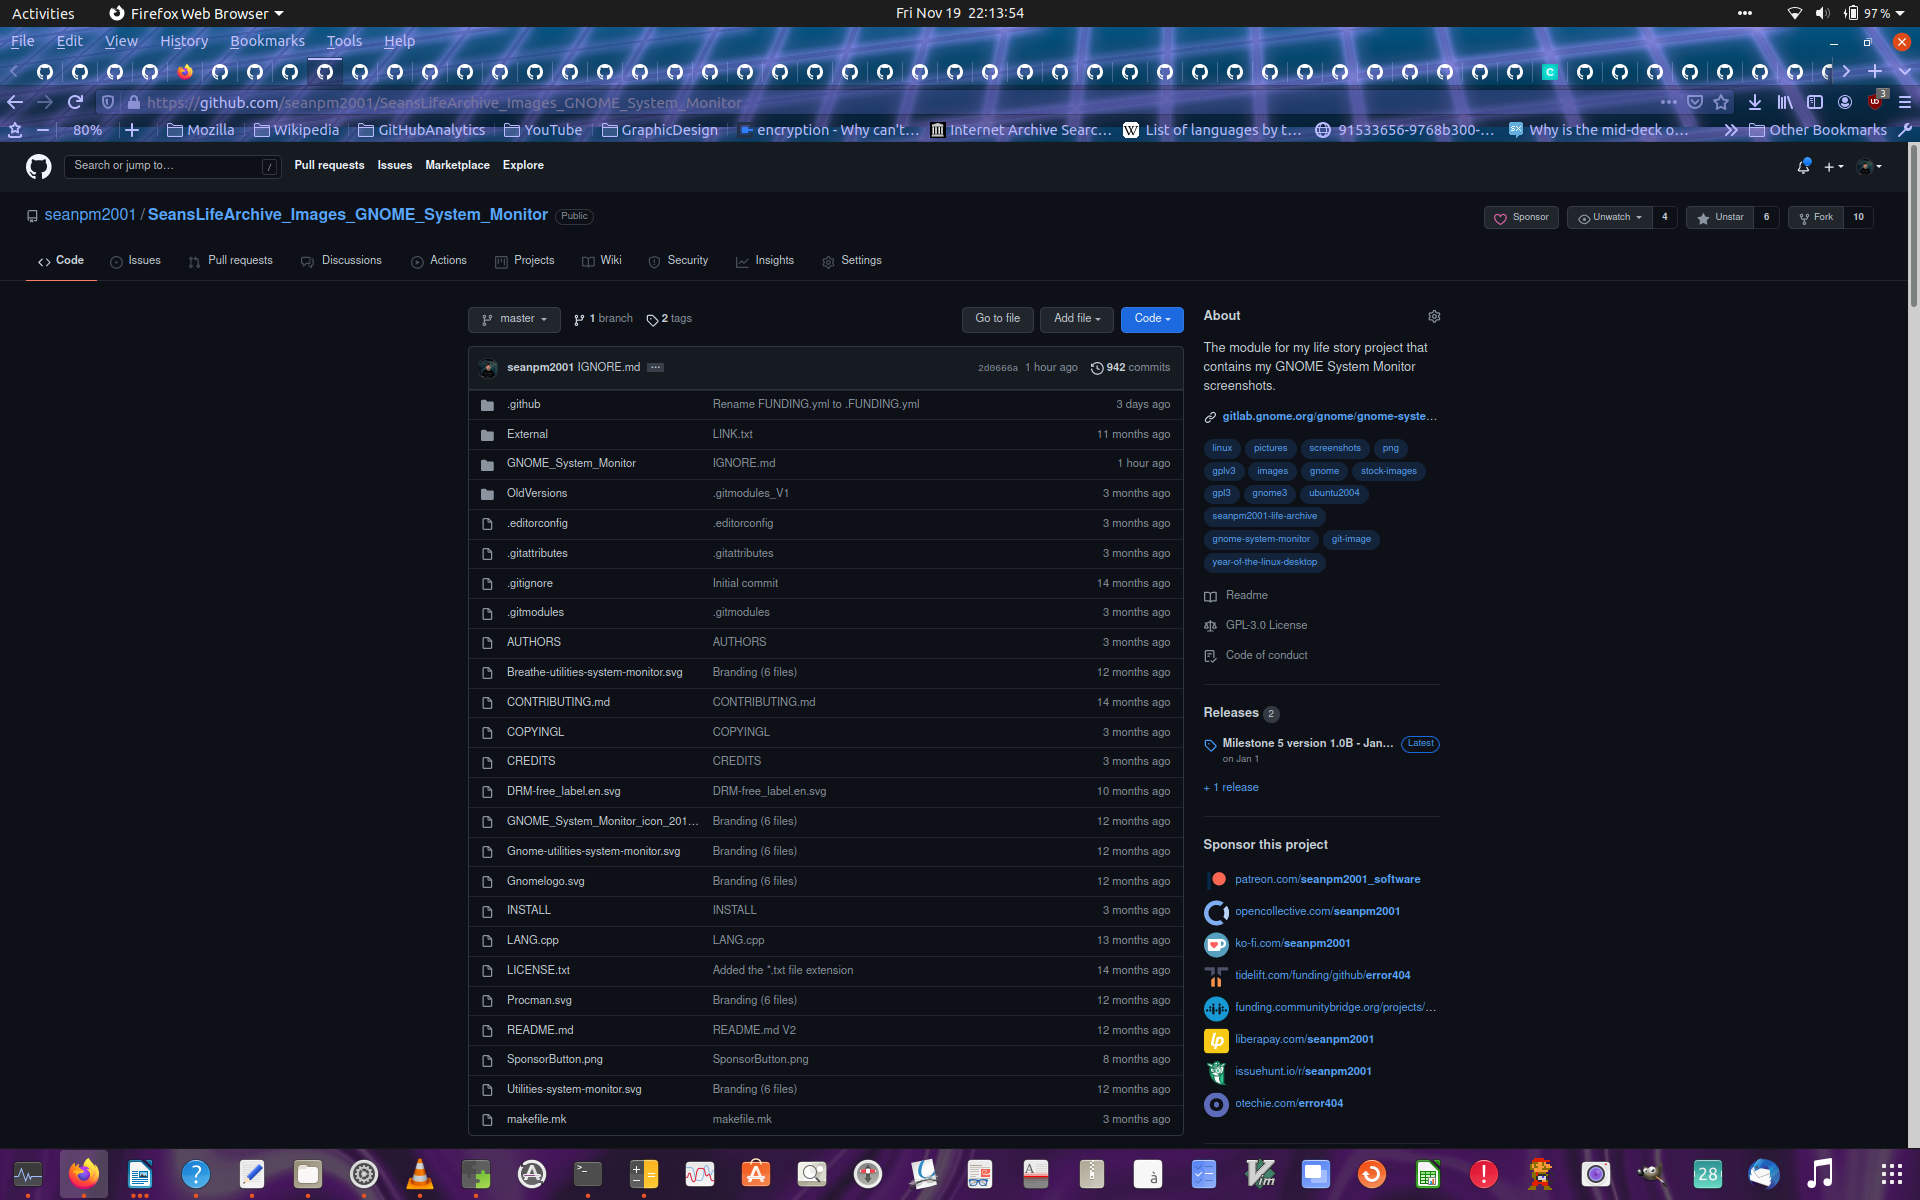 Activities Firefox Web Browser Fri Nov 19 22:13:54 97 %
File Edit View History Bookmarks Tools Help
https://github.com/seanpm2001/SeansLifeArchive_Images_GNOME_System_Monitor 3
80% Mozilla Wikipedia GitHubAnalytics YouTube GraphicDesign encryption - Why can't… Internet Archive Searc… List of languages by t… 91533656-9768b300-… Why is the mid-deck o… Other Bookmarks
Search or jump to… / Pull requests Issues Marketplace Explore
seanpm2001 / SeansLifeArchive_Images_GNOME_System_Monitor Public Sponsor Unwatch 4 Unstar 6 Fork 10
Code Issues Pull requests Discussions Actions Projects Wiki Security Insights Settings
master 1 branch 2 tags Go to file Add file Code
seanpm2001 IGNORE.md ... 2d0666a 1 hour ago 942 commits
.github Rename FUNDING.yml to .FUNDING.yml 3 days ago
External LINK.txt 11 months ago
GNOME_System_Monitor IGNORE.md 1 hour ago
OldVersions .gitmodules_V1 3 months ago
.editorconfig .editorconfig 3 months ago
.gitattributes .gitattributes 3 months ago
.gitignore Initial commit 14 months ago
.gitmodules .gitmodules 3 months ago
AUTHORS AUTHORS 3 months ago
Breathe-utilities-system-monitor.svg Branding (6 files) 12 months ago
CONTRIBUTING.md CONTRIBUTING.md 14 months ago
COPYINGL COPYINGL 3 months ago
CREDITS CREDITS 3 months ago
DRM-free_label.en.svg DRM-free_label.en.svg 10 months ago
GNOME_System_Monitor_icon_201… Branding (6 files) 12 months ago
Gnome-utilities-system-monitor.svg Branding (6 files) 12 months ago
Gnomelogo.svg Branding (6 files) 12 months ago
INSTALL INSTALL 3 months ago
LANG.cpp LANG.cpp 13 months ago
LICENSE.txt Added the *.txt file extension 14 months ago
Procman.svg Branding (6 files) 12 months ago
README.md README.md V2 12 months ago
SponsorButton.png SponsorButton.png 8 months ago
Utilities-system-monitor.svg Branding (6 files) 12 months ago
makefile.mk makefile.mk 3 months ago
About
The module for my life story project that
contains my GNOME System Monitor
screenshots.
gitlab.gnome.org/gnome/gnome-syste…
linux pictures screenshots png
gplv3 images gnome stock-images
gpl3 gnome3 ubuntu2004
seanpm2001-life-archive
gnome-system-monitor git-image
year-of-the-linux-desktop
Readme
GPL-3.0 License
Code of conduct
Releases 2
Milestone 5 version 1.0B - Jan… Latest
on Jan 1
+ 1 release
Sponsor this project
patreon.com/seanpm2001_software
opencollective.com/seanpm2001
ko-fi.com/seanpm2001
tidelift.com/funding/github/error404
funding.communitybridge.org/projects/…
liberapay.com/seanpm2001
issuehunt.io/r/seanpm2001
otechie.com/error404
28